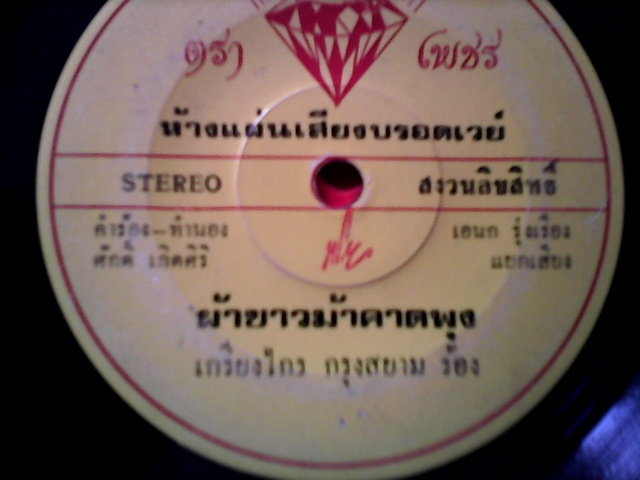 ตรา เพชร
ห้างแผ่นเสียงบรอดเวย์
STEREO สงวนลิขสิทธิ์
คำร้อง-ทำนอง เอนก รุ่งเรือง
ศักดิ์ เกิดศิริ แยกเสียง
ผ้าขาวม้าคาดพุง
เกรียงไกร กรุงสยาม ร้อง